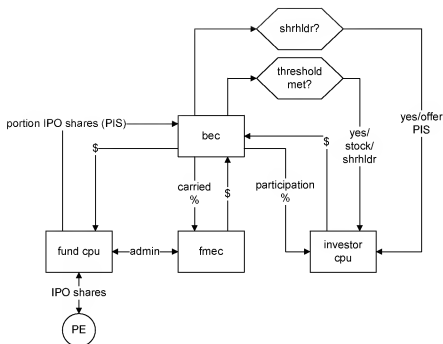 shrhldr?
threshold
met?
portion IPO shares (PIS)
bec
yes/offer
PIS
$
$
yes/
stock/
shrhldr
carried
%
$
participation
%
fund cpu
admin
fmec
investor
cpu
IPO shares
PE